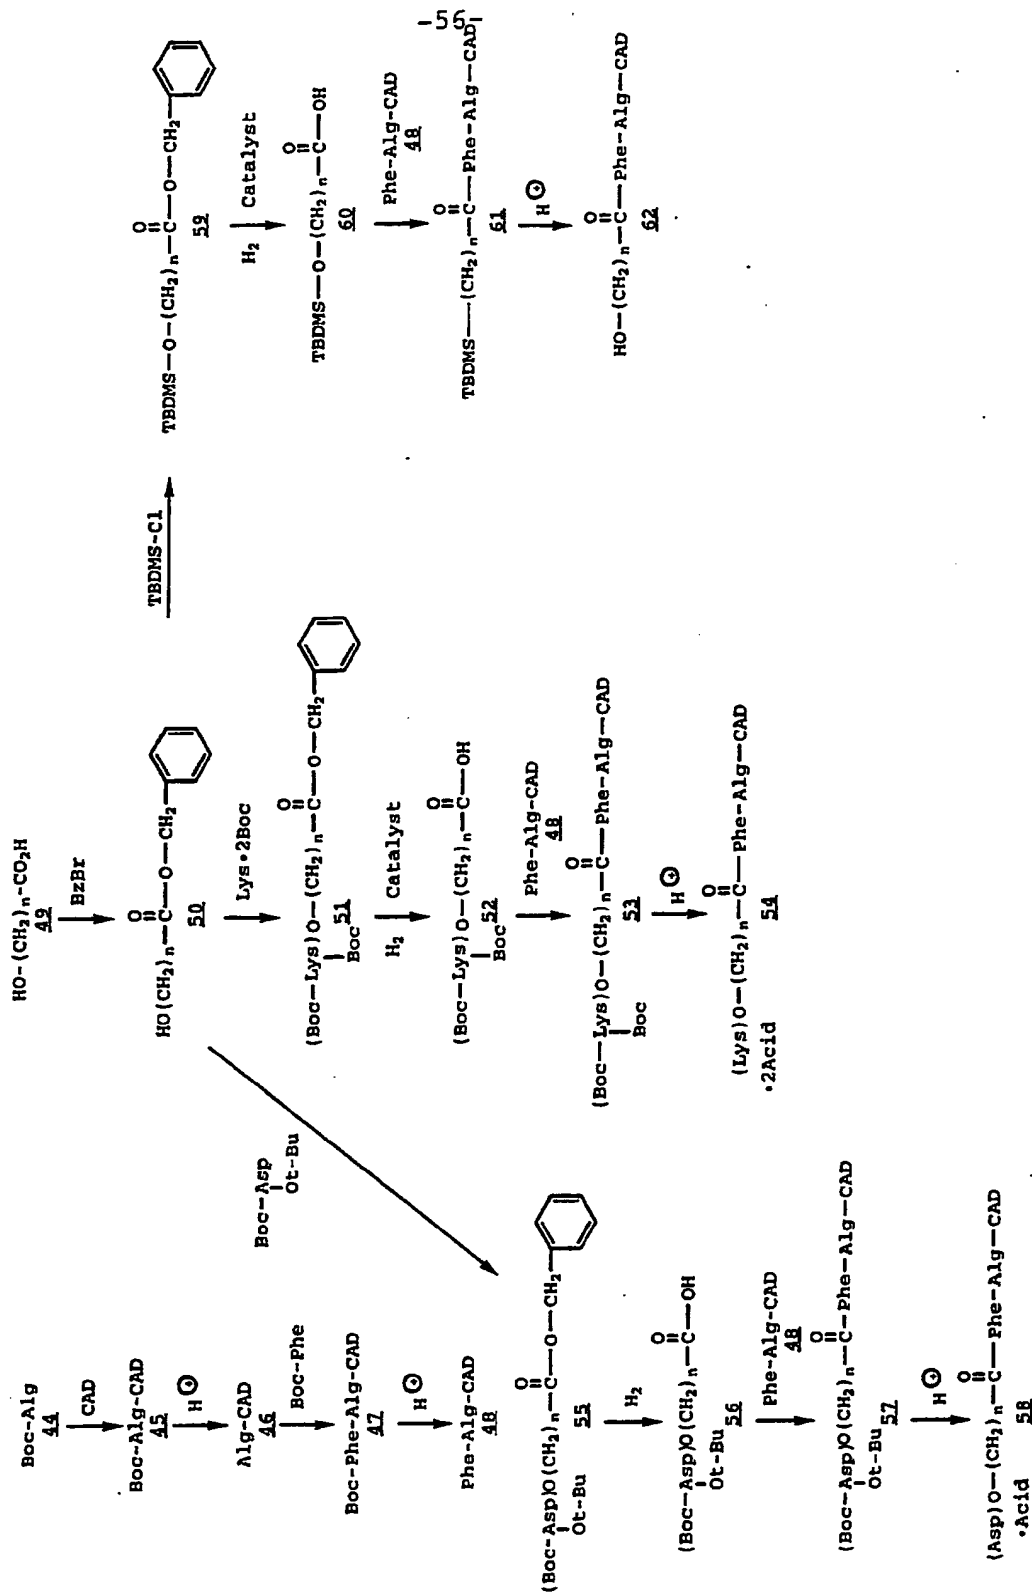 -56-
Boc-Alg
44
CAD
Boc-Alg-CAD
45
H⊕
Alg-CAD
46
Boc-Phe
Boc-Phe-Alg-CAD
47
H⊕
Phe-Alg-CAD
48
HO-(CH2)n-CO2H
49
BzBr
O
HO(CH2)n—C—O—CH2
50
Lys•2Boc
O
(Boc-Lys)O—(CH2)n—C—O—CH2
Boc
51
H2 Catalyst
O
(Boc-Lys)O—(CH2)n—C—OH
Boc
52
Phe-Alg-CAD
48
O
(Boc—Lys)O—(CH2)n—C—Phe-Alg—CAD
Boc
53
H⊕
O
(Lys)O—(CH2)n—C—Phe-Alg—CAD
•2Acid
54
Boc—Asp
Ot-Bu
O
(Boc-Asp)O(CH2)n—C—O—CH2
Ot-Bu
55
H2
O
(Boc—Asp)O(CH2)n—C—OH
Ot-Bu
56
Phe-Alg-CAD
48
O
(Boc—Asp)O(CH2)n—C—Phe—Alg—CAD
Ot-Bu
57
H⊕
O
(Asp)O—(CH2)n—C—Phe-Alg—CAD
•Acid
58
TBDMS-Cl
O
TBDMS—O—(CH2)n—C—O—CH2
59
H2 Catalyst
O
TBDMS—O—(CH2)n—C—OH
60
Phe-Alg-CAD
48
O
TBDMS—(CH2)n—C—Phe-Alg—CAD
61
H⊕
O
HO—(CH2)n—C—Phe-Alg—CAD
62